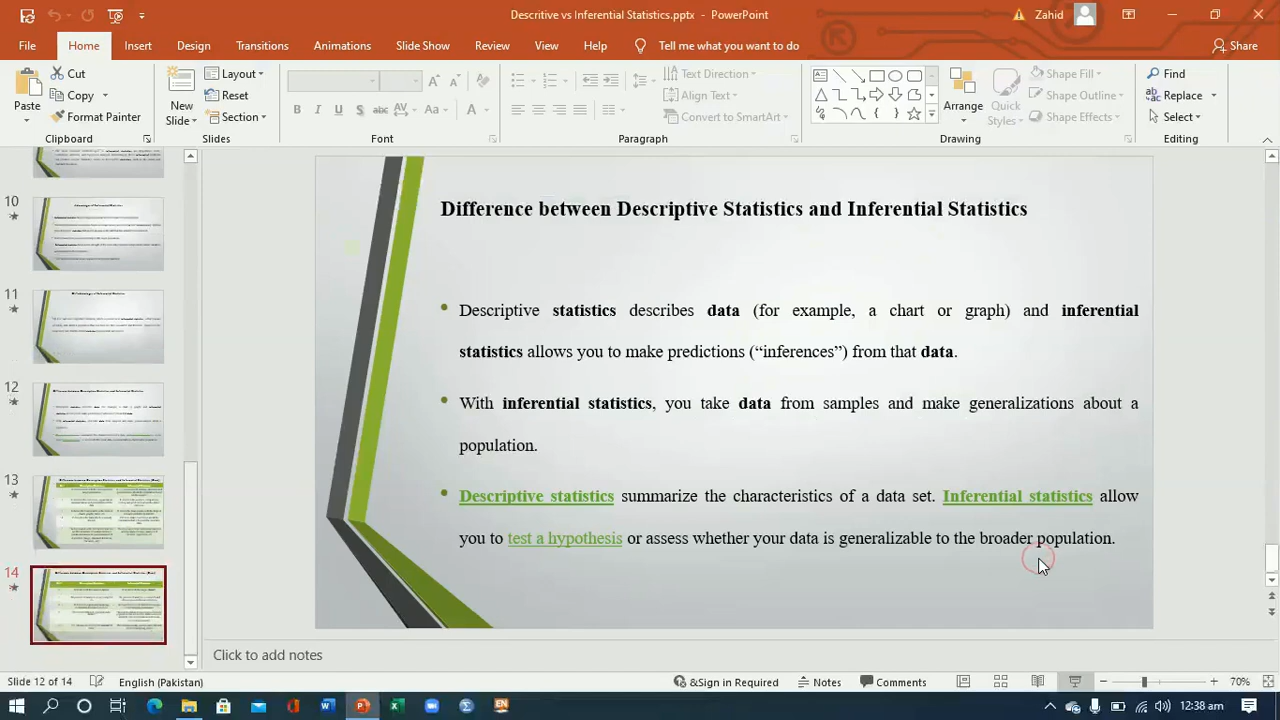 Descriptive vs Inferential Statistics.pptx - PowerPoint
Zahid
File Home Insert Design Transitions Animations Slide Show Review View Help Tell me what you want to do Share
Paste
Cut
Copy
Format Painter
Clipboard
New Slide
Layout
Reset
Section
Slides
Font
Text Direction
Align Text
Convert to SmartArt
Paragraph
Arrange
Quick Styles
Shape Fill
Shape Outline
Shape Effects
Drawing
Find
Replace
Select
Editing
10
11
12
13
14
Difference between Descriptive Statistics and Inferential Statistics
• Descriptive statistics describes data (for example, a chart or graph) and inferential
statistics allows you to make predictions (“inferences”) from that data.
• With inferential statistics, you take data from samples and make generalizations about a
population.
• Descriptive statistics summarize the characteristics of a data set. Inferential statistics allow
you to test a hypothesis or assess whether your data is generalizable to the broader population.
Click to add notes
Slide 12 of 14 English (Pakistan) &Sign in Required Notes Comments 70%
EN 12:38 am